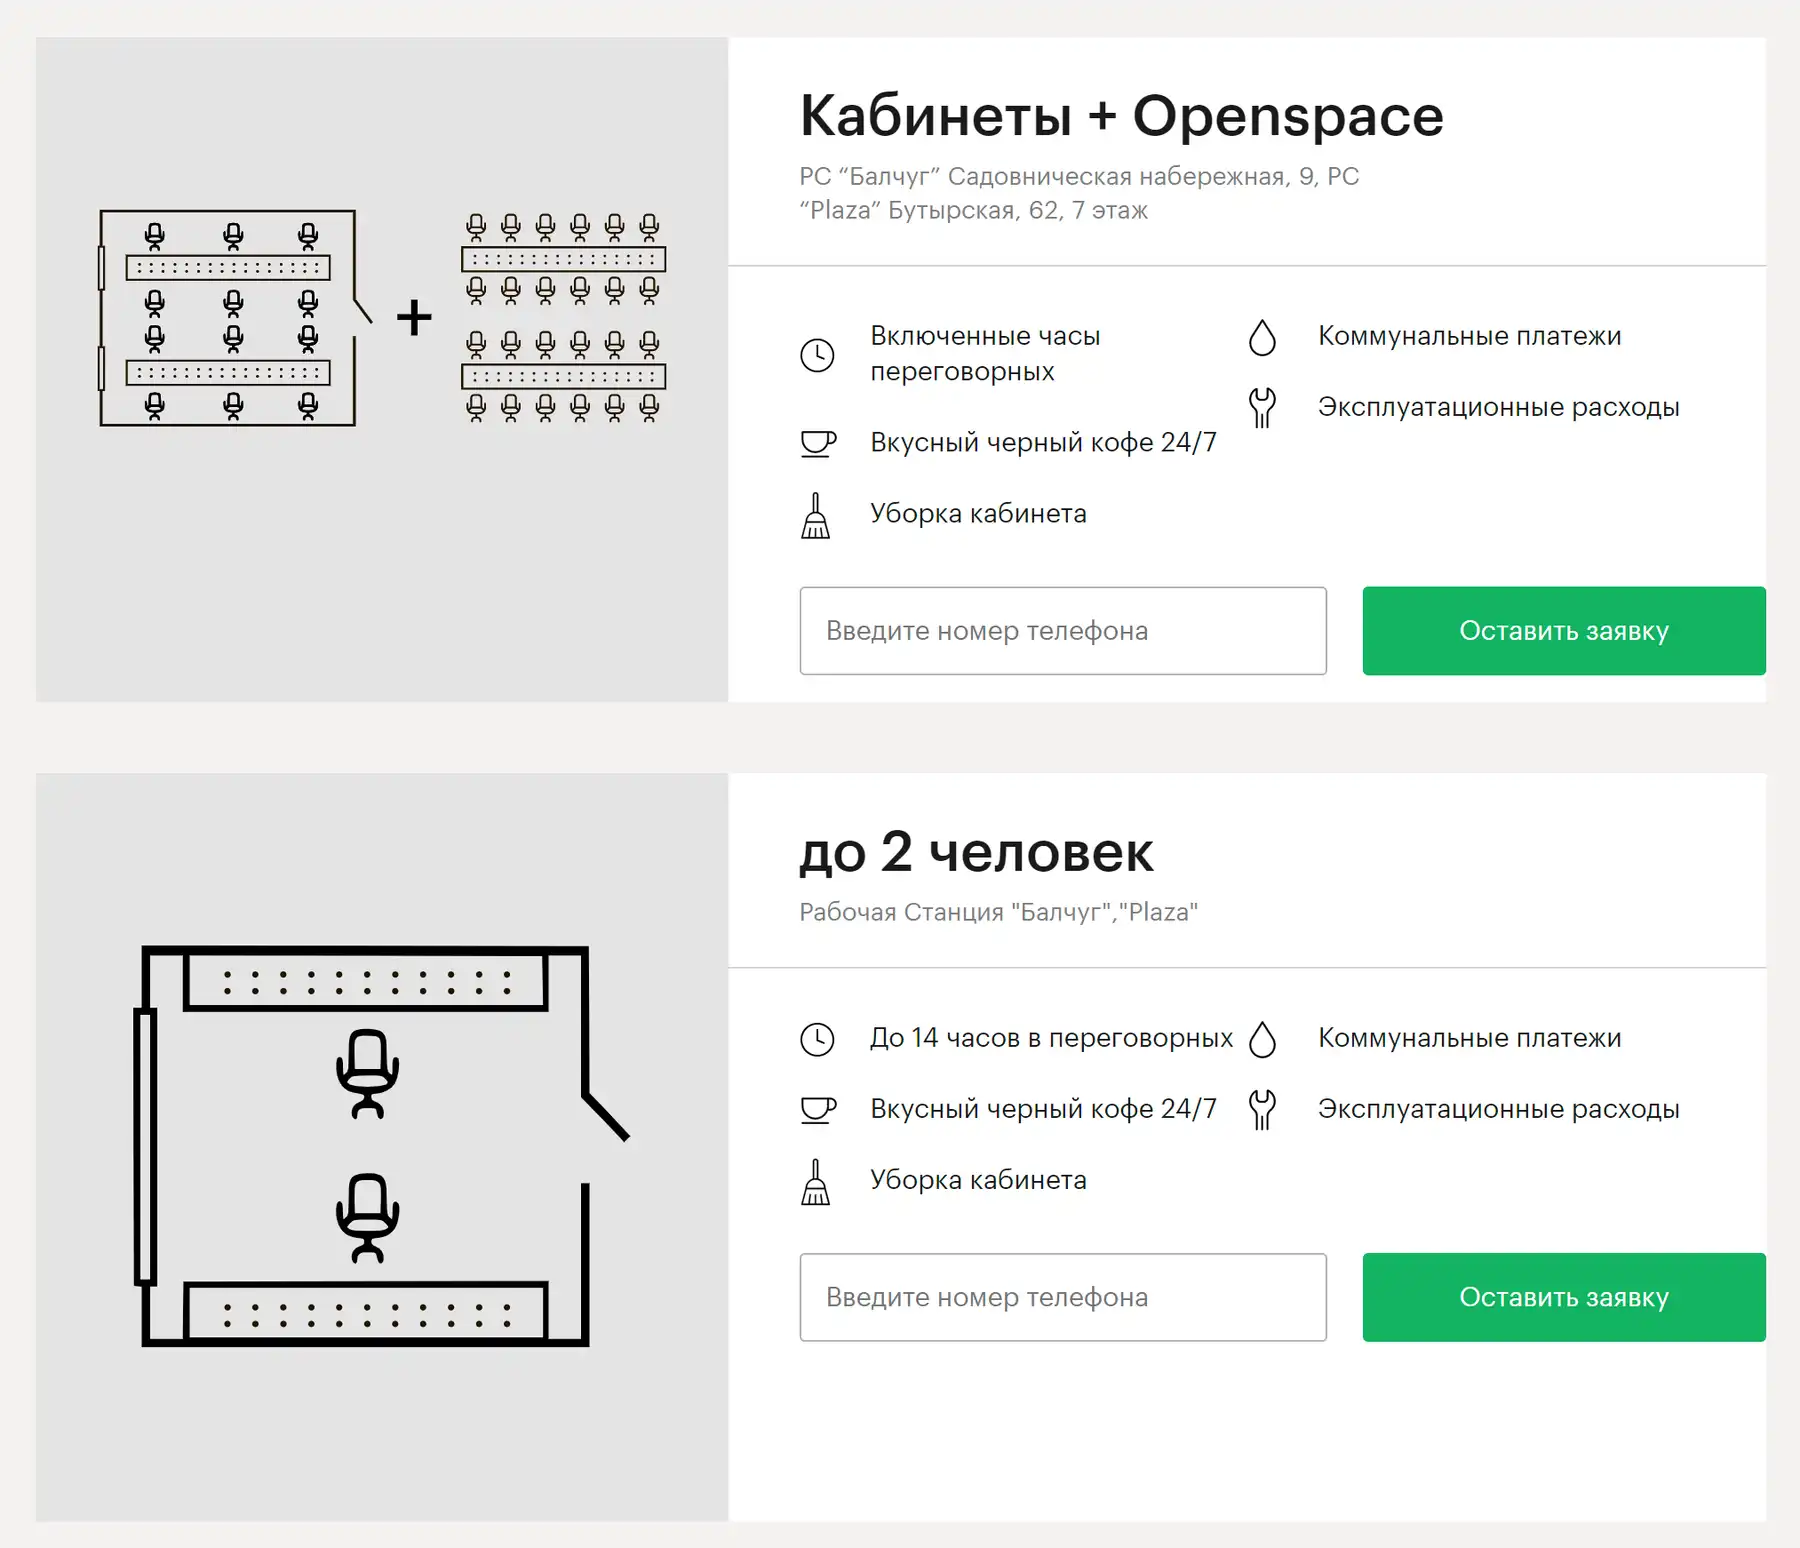 Кабинеты + Openspace
РС “Балчуг” Садовническая набережная, 9, РС
“Plaza” Бутырская, 62, 7 этаж
Включенные часы
переговорных
Вкусный черный кофе 24/7
Уборка кабинета
Коммунальные платежи
Эксплуатационные расходы
Введите номер телефона
Оставить заявку
до 2 человек
Рабочая Станция "Балчуг","Plaza"
До 14 часов в переговорных
Вкусный черный кофе 24/7
Уборка кабинета
Коммунальные платежи
Эксплуатационные расходы
Введите номер телефона
Оставить заявку